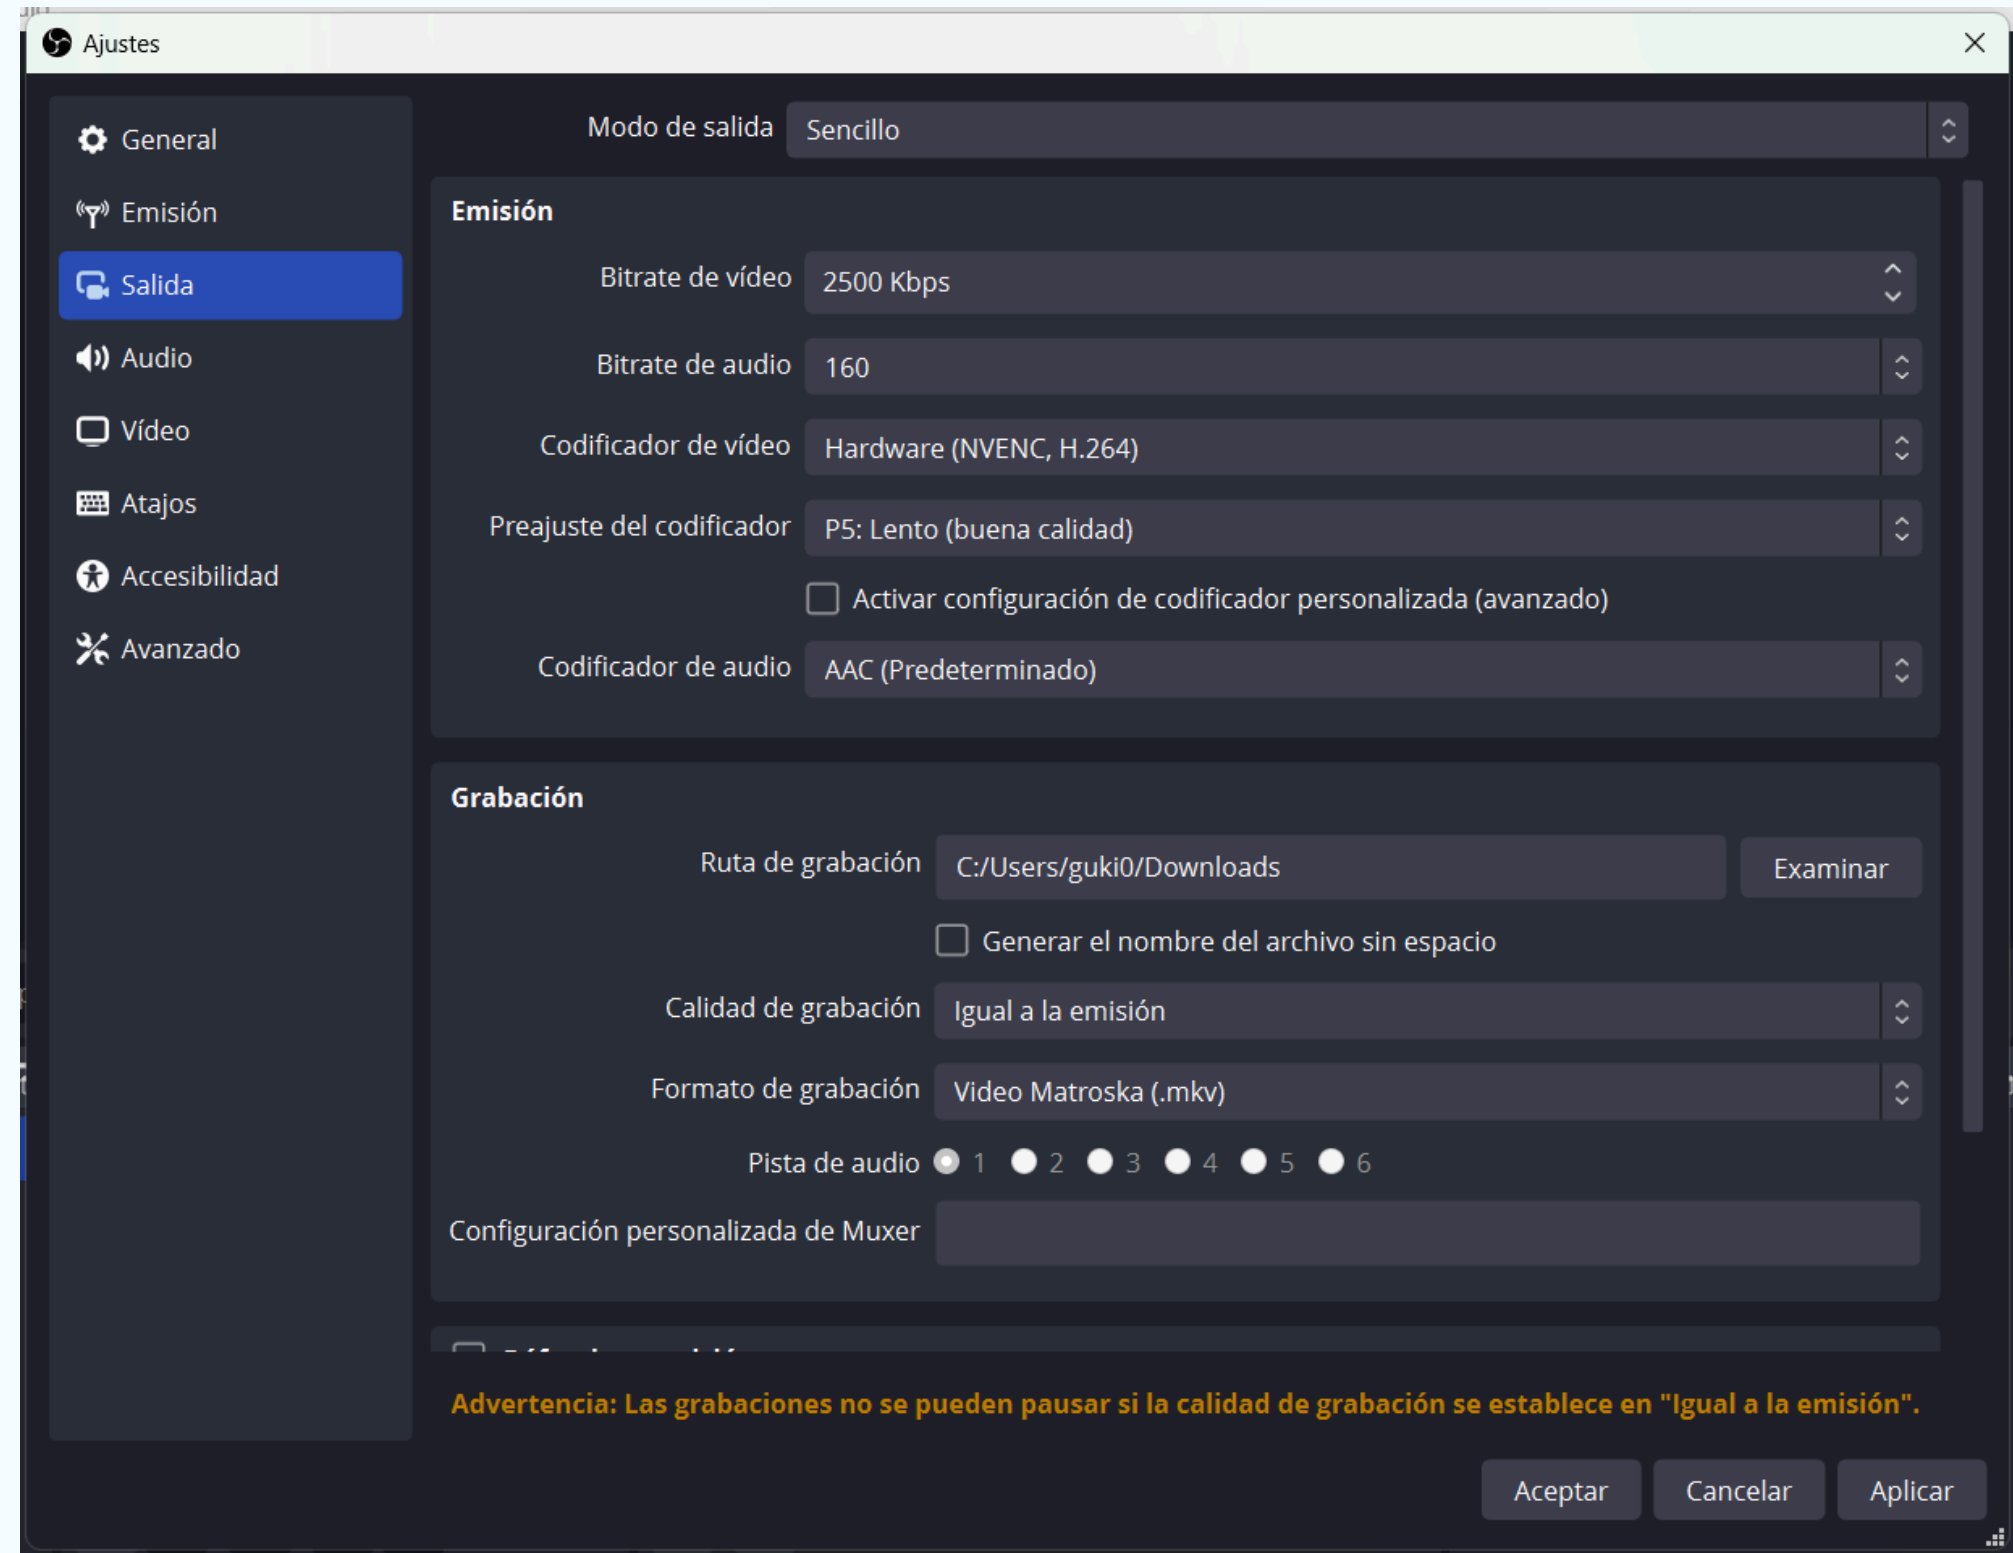 Ajustes
General
Emisión
Salida
Audio
Vídeo
Atajos
Accesibilidad
Avanzado
Modo de salida Sencillo
Emisión
Bitrate de vídeo 2500 Kbps
Bitrate de audio 160
Codificador de vídeo Hardware (NVENC, H.264)
Preajuste del codificador P5: Lento (buena calidad)
Activar configuración de codificador personalizada (avanzado)
Codificador de audio AAC (Predeterminado)
Grabación
Ruta de grabación C:/Users/guki0/Downloads Examinar
Generar el nombre del archivo sin espacio
Calidad de grabación Igual a la emisión
Formato de grabación Video Matroska (.mkv)
Pista de audio 1 2 3 4 5 6
Configuración personalizada de Muxer
Advertencia: Las grabaciones no se pueden pausar si la calidad de grabación se establece en "Igual a la emisión".
Aceptar Cancelar Aplicar